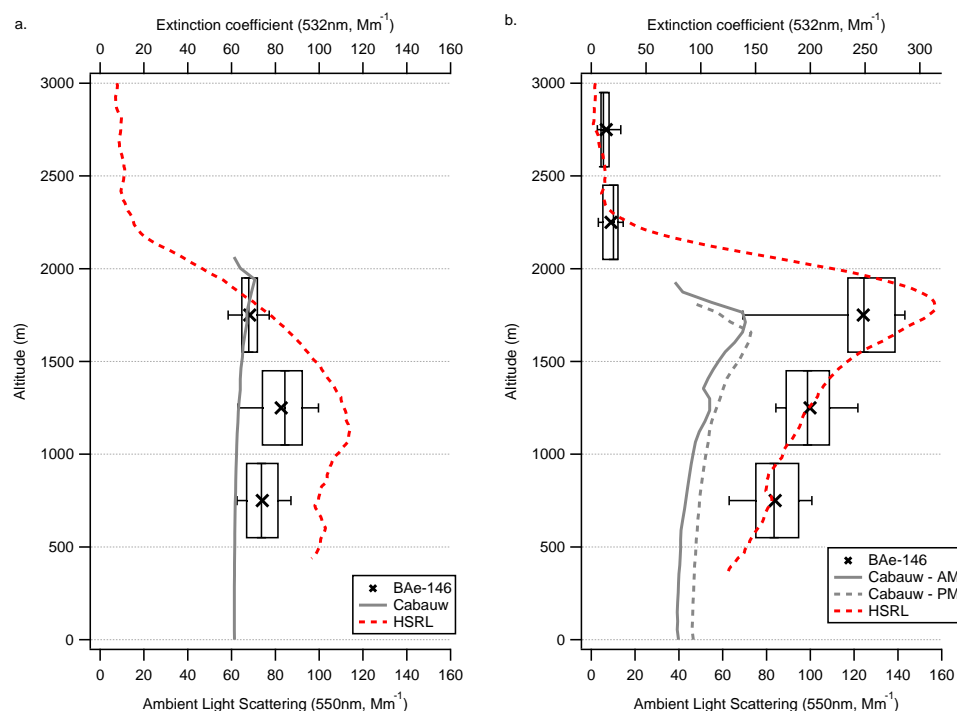 a.
Extinction coefficient (532nm, Mm⁻¹)
0 20 40 60 80 100 120 140 160
3000
2500
2000
1500
1000
500
0
Altitude (m)
BAe-146
Cabauw
HSRL
0 20 40 60 80 100 120 140 160
Ambient Light Scattering (550nm, Mm⁻¹)
b.
Extinction coefficient (532nm, Mm⁻¹)
0 50 100 150 200 250 300
3000
2500
2000
1500
1000
500
0
Altitude (m)
BAe-146
Cabauw - AM
Cabauw - PM
HSRL
0 20 40 60 80 100 120 140 160
Ambient Light Scattering (550nm, Mm⁻¹)